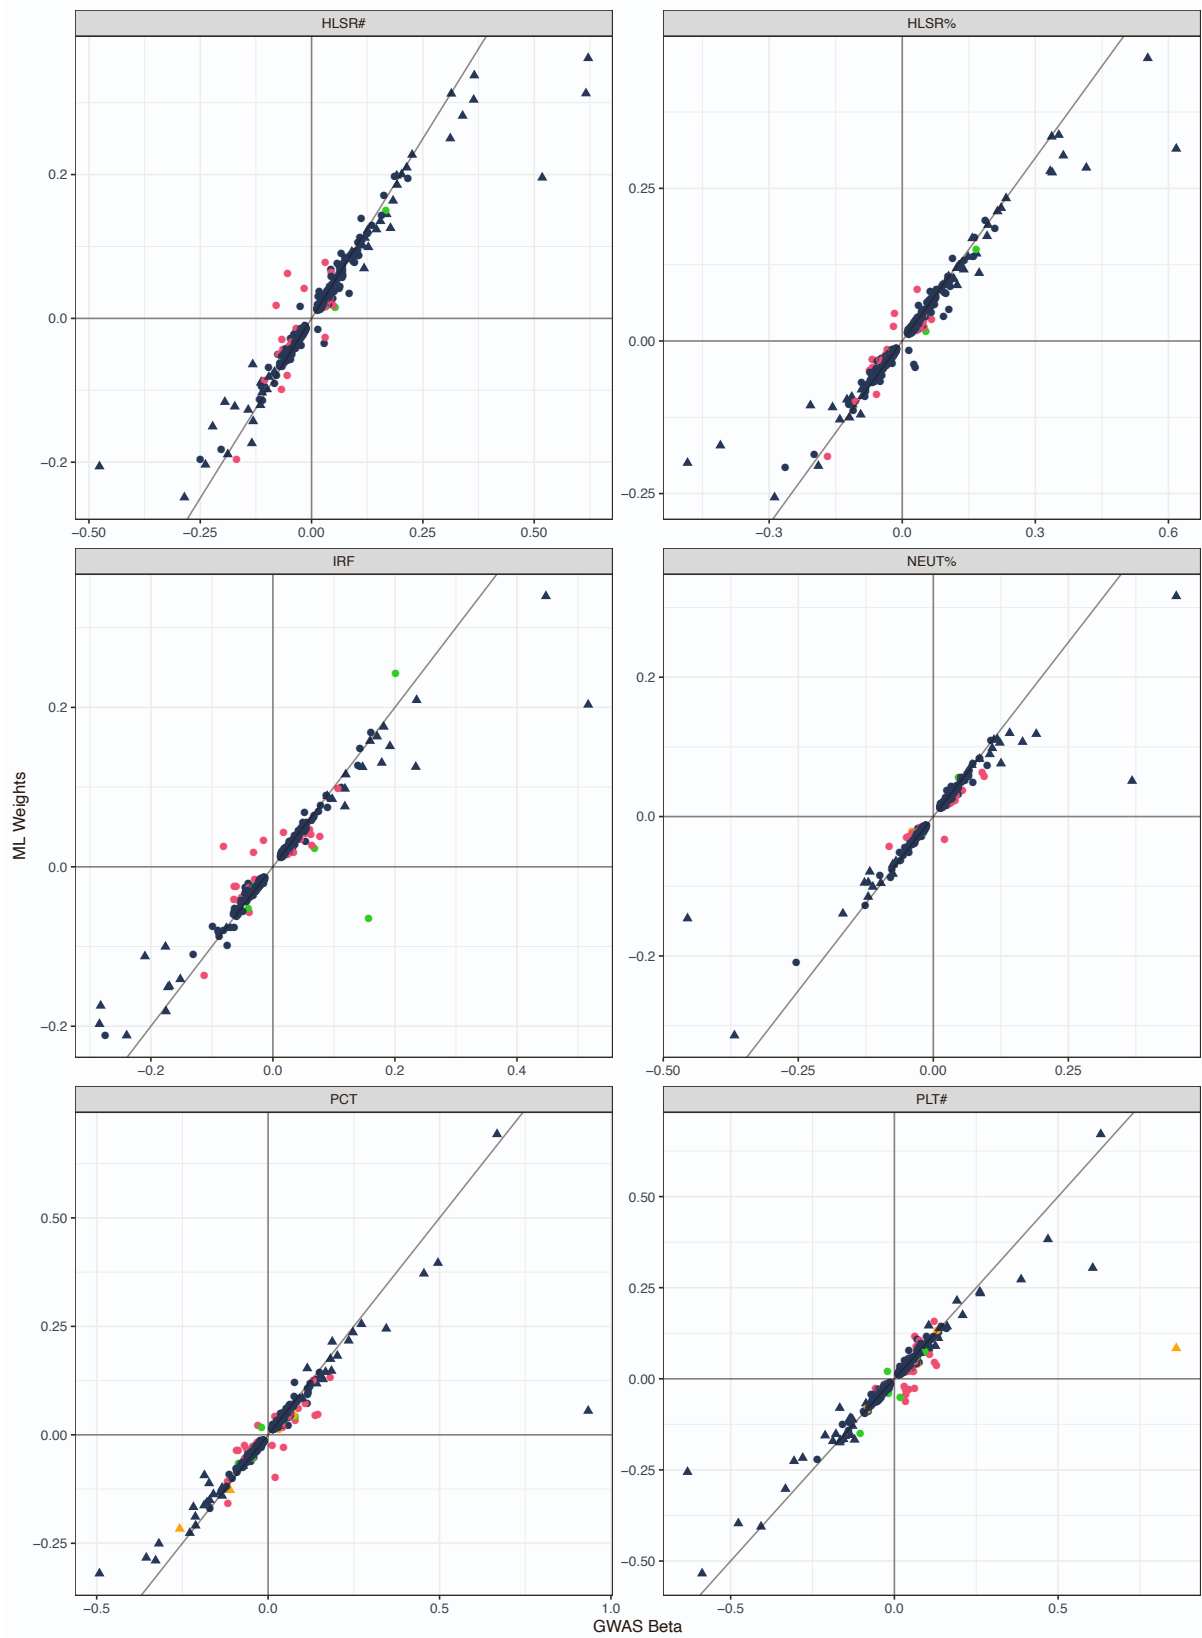 HLSR# HLSR%
0.2
0.0
−0.2
−0.50 −0.25 0.00 0.25 0.50
0.25
0.00
−0.25
−0.3 0.0 0.3 0.6
IRF NEUT%
0.2
0.0
−0.2
−0.2 0.0 0.2 0.4
0.2
0.0
−0.2
−0.50 −0.25 0.00 0.25
ML Weights
PCT PLT#
0.50
0.25
0.00
−0.25
−0.5 0.0 0.5 1.0
0.50
0.25
0.00
−0.25
−0.50
−0.5 0.0 0.5
GWAS Beta